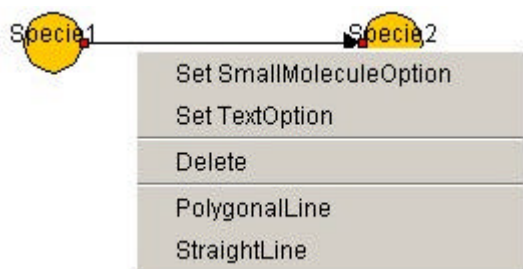 Specie1 Specie2
Set SmallMoleculeOption
Set TextOption
Delete
PolygonalLine
StraightLine